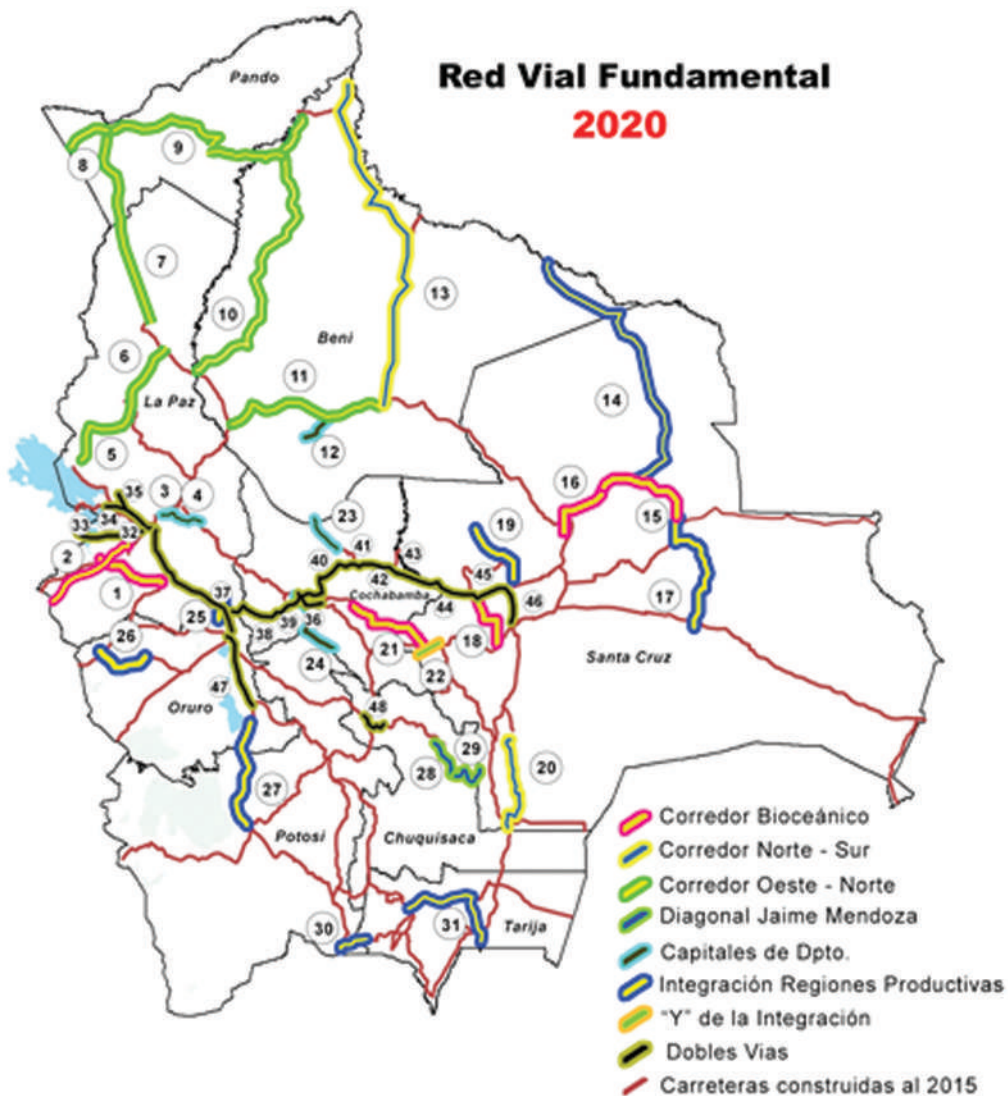 Red Vial Fundamental
2020
Pando
9
8
7
10
13
Beni
6
11
14
La Paz
12
5
16
35
3
4
23
19
15
34
33
32
41
43
2
40
45
42
Cochabamba
1
37
44
46
17
25
39
36
38
21
18
26
24
22
Santa Cruz
47
Oruro
48
29
28
20
27
Potosí
Chuquisaca
30
31
Tarija
Corredor Bioceánico
Corredor Norte - Sur
Corredor Oeste - Norte
Diagonal Jaime Mendoza
Capitales de Dpto.
Integración Regiones Productivas
"Y" de la Integración
Dobles Vias
Carreteras construidas al 2015